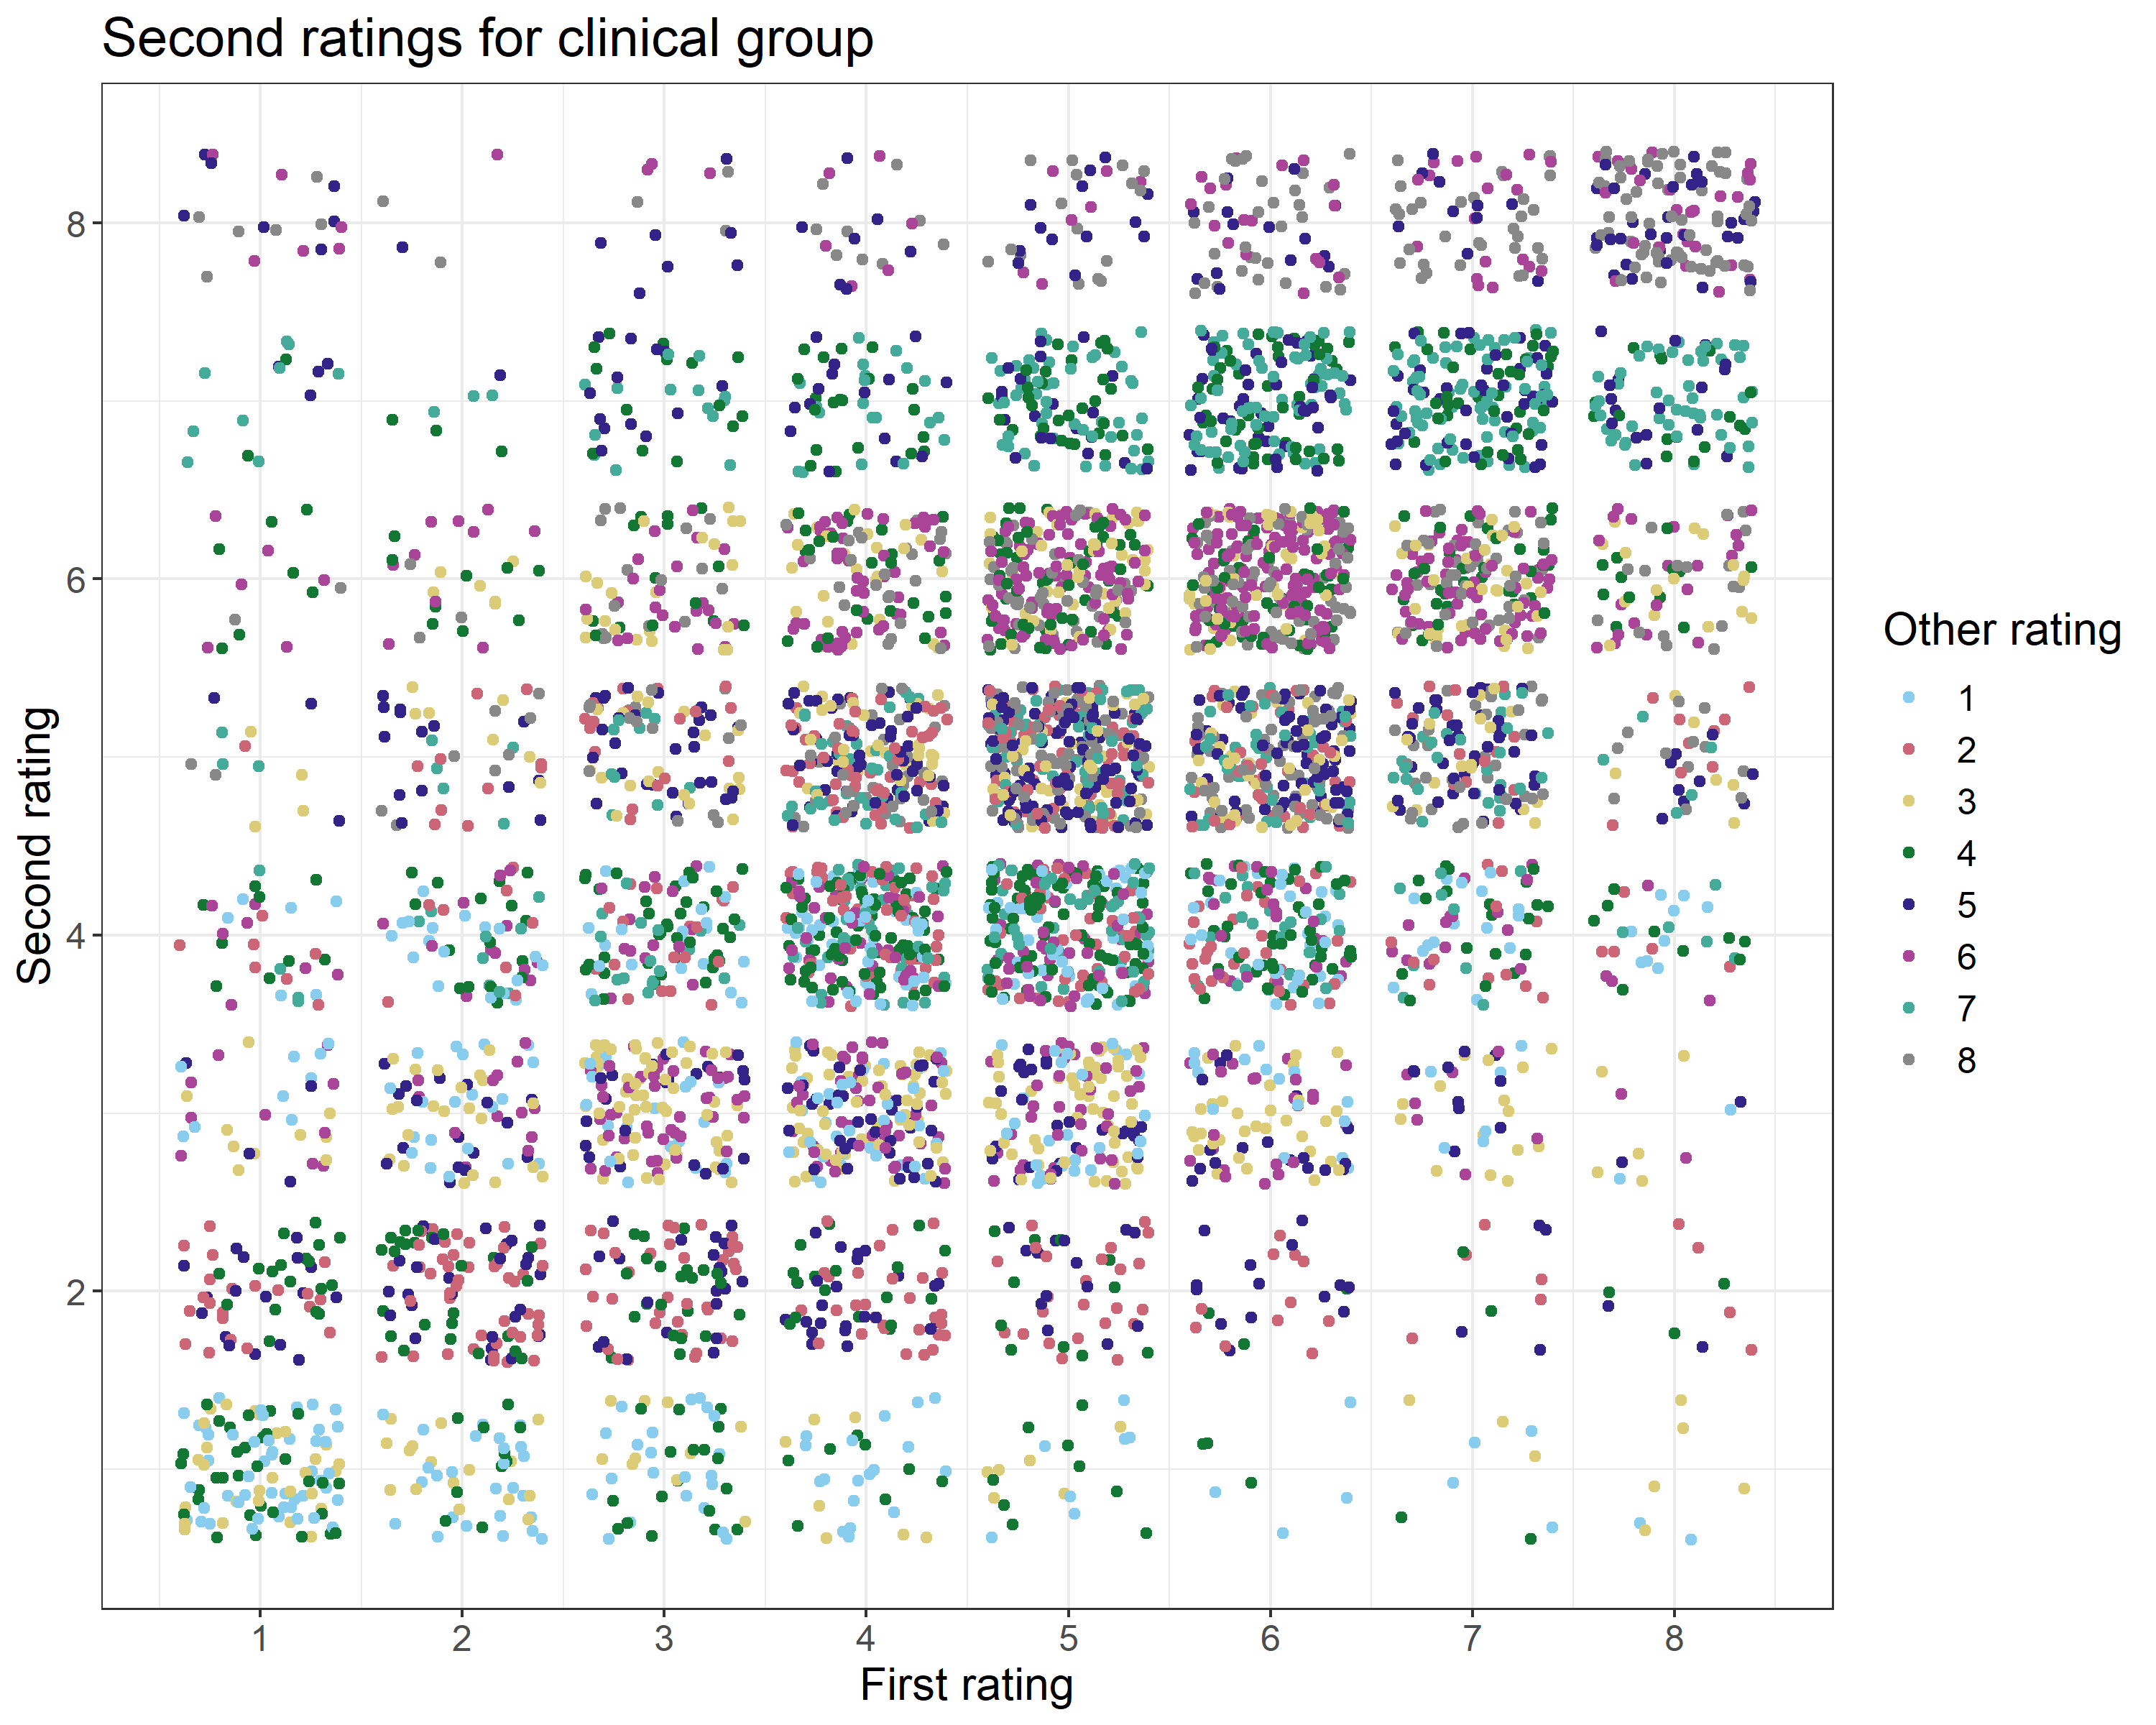 Second ratings for clinical group
Second rating
8
6
4
2
1 2 3 4 5 6 7 8
First rating
Other rating
1
2
3
4
5
6
7
8